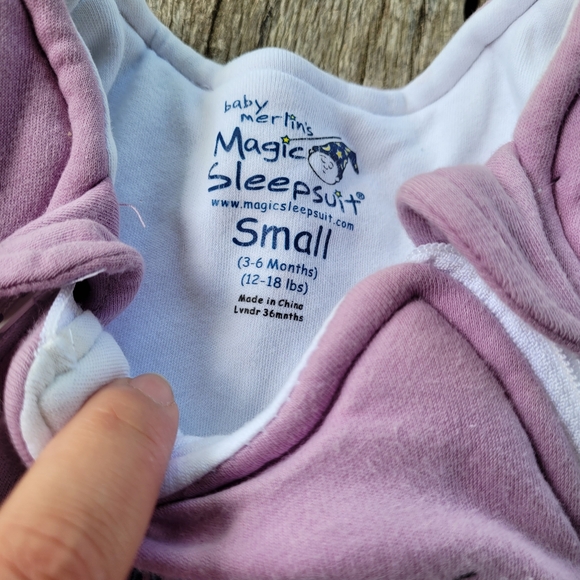 baby
merlin's
Magic
Sleepsuit®
www.magicsleepsuit.com
Small
(3-6 Months)
(12-18 lbs)
Made in China
Lvndr 36mnths